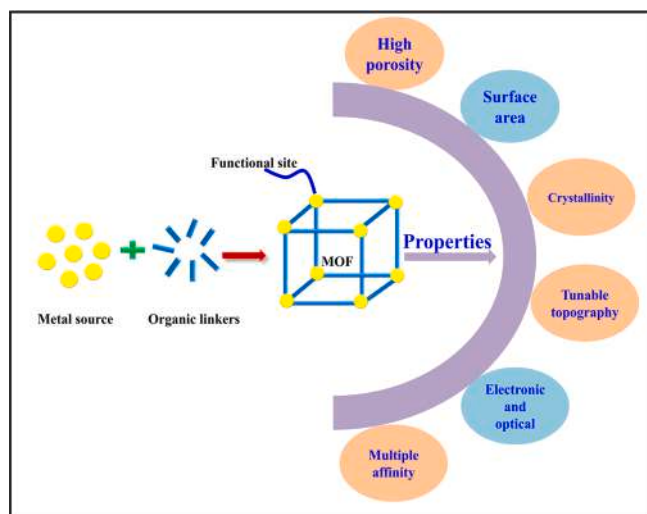 High
porosity
Surface
area
Functional site
Crystallinity
Properties
MOF
Metal source
Organic linkers
Tunable
topography
Electronic
and
optical
Multiple
affinity